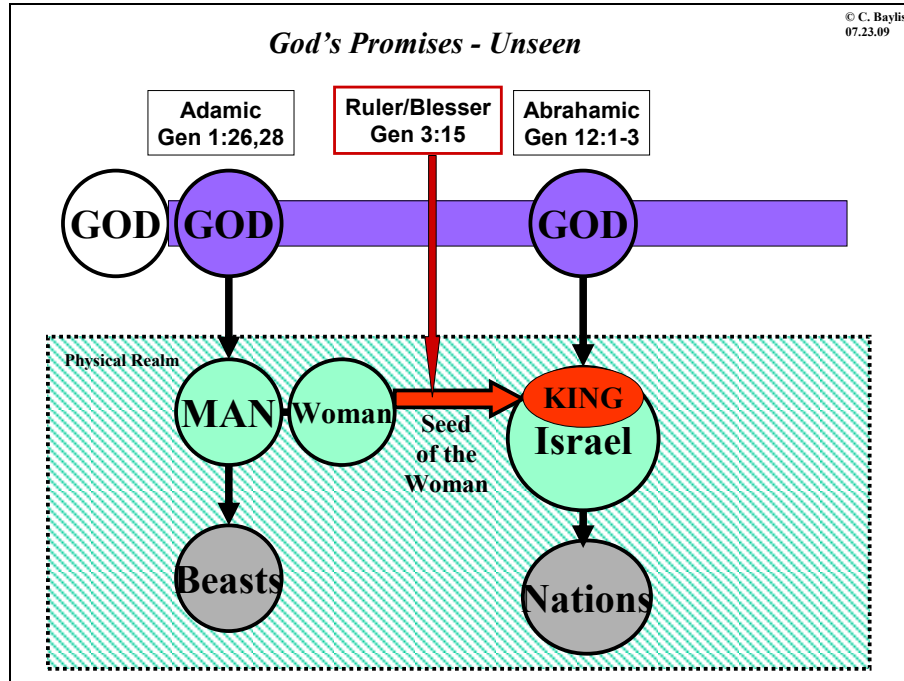 © C. Baylis
07.23.09
God's Promises - Unseen
Adamic
Gen 1:26,28
Ruler/Blesser
Gen 3:15
Abrahamic
Gen 12:1-3
GOD
GOD
GOD
Physical Realm
MAN
Woman
Seed
of the
Woman
KING
Israel
Beasts
Nations